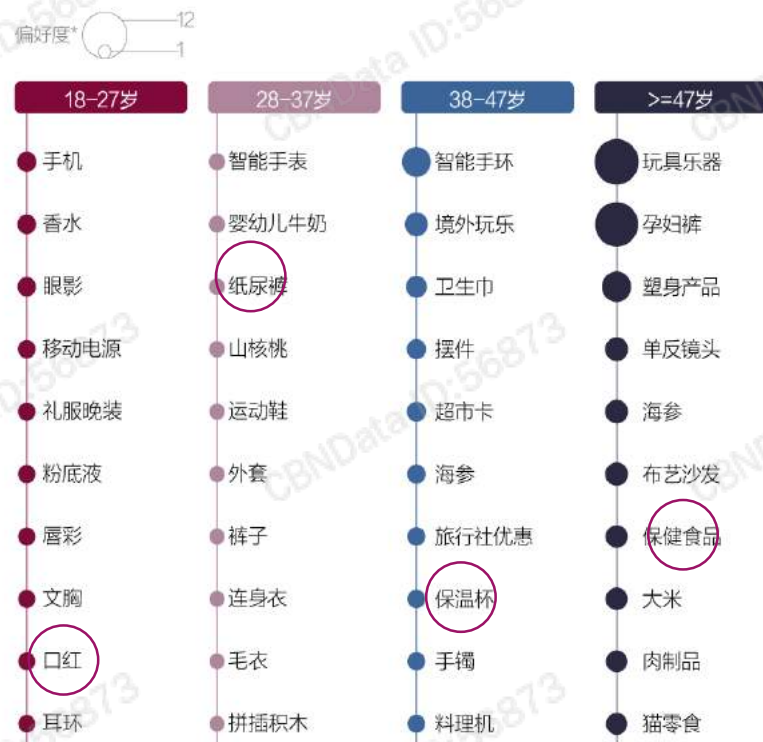 偏好度*
12
1
18-27岁
28-37岁
38-47岁
>=47岁
手机
智能手表
智能手环
玩具乐器
香水
婴幼儿牛奶
境外玩乐
孕妇裤
眼影
纸尿裤
卫生巾
塑身产品
移动电源
山核桃
摆件
单反镜头
礼服晚装
运动鞋
超市卡
海参
粉底液
外套
海参
布艺沙发
唇彩
裤子
旅行社优惠
保健食品
文胸
连身衣
保温杯
大米
口红
毛衣
手镯
肉制品
耳环
拼插积木
料理机
猫零食
CBNData ID:56873